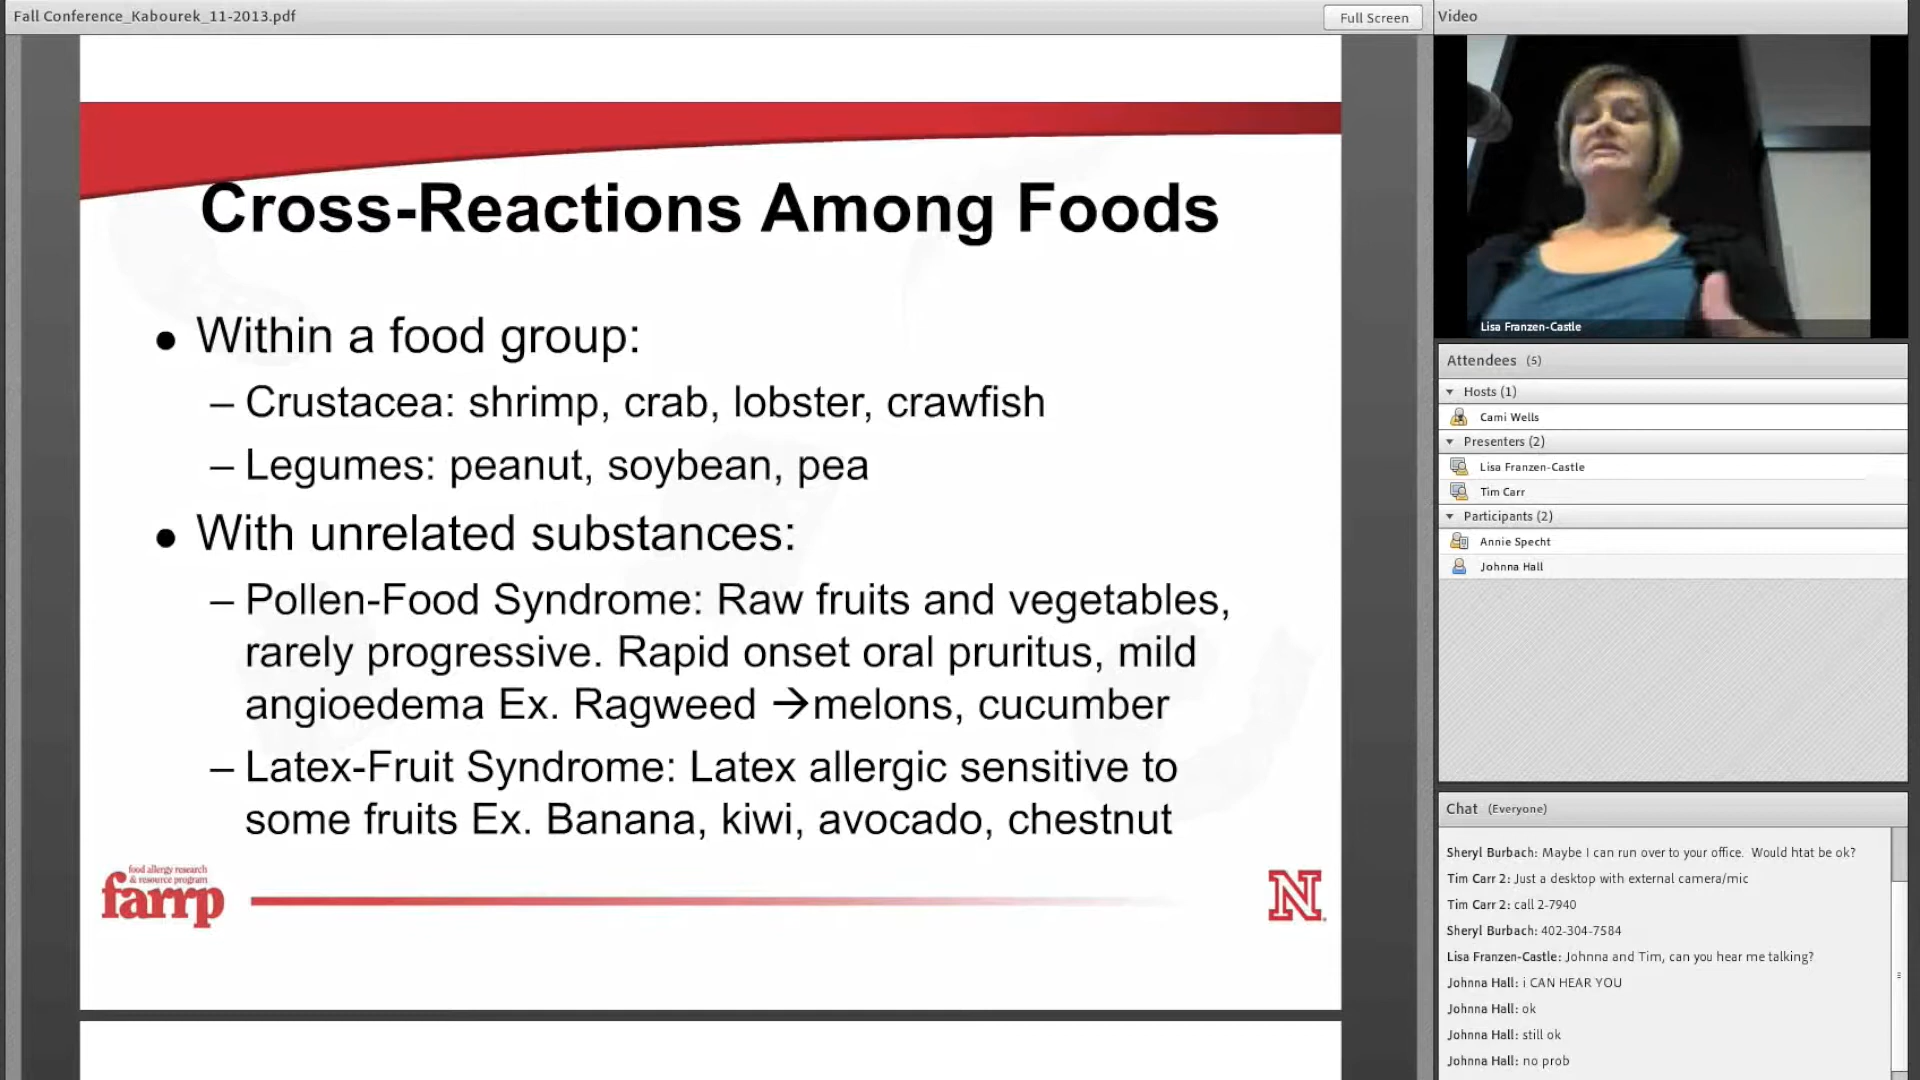 Fall Conference_Kabourek_11-2013.pdf
Full Screen
Cross-Reactions Among Foods
• Within a food group:
– Crustacea: shrimp, crab, lobster, crawfish
– Legumes: peanut, soybean, pea
• With unrelated substances:
– Pollen-Food Syndrome: Raw fruits and vegetables,
rarely progressive. Rapid onset oral pruritus, mild
angioedema Ex. Ragweed →melons, cucumber
– Latex-Fruit Syndrome: Latex allergic sensitive to
some fruits Ex. Banana, kiwi, avocado, chestnut
food allergy research
& resource program
farrp
N
Video
Lisa Franzen-Castle
Attendees (5)
Hosts (1)
Cami Wells
Presenters (2)
Lisa Franzen-Castle
Tim Carr
Participants (2)
Annie Specht
Johnna Hall
Chat (Everyone)
Sheryl Burbach: Maybe I can run over to your office. Would htat be ok?
Tim Carr 2: Just a desktop with external camera/mic
Tim Carr 2: call 2-7940
Sheryl Burbach: 402-304-7584
Lisa Franzen-Castle: Johnna and Tim, can you hear me talking?
Johnna Hall: i CAN HEAR YOU
Johnna Hall: ok
Johnna Hall: still ok
Johnna Hall: no prob